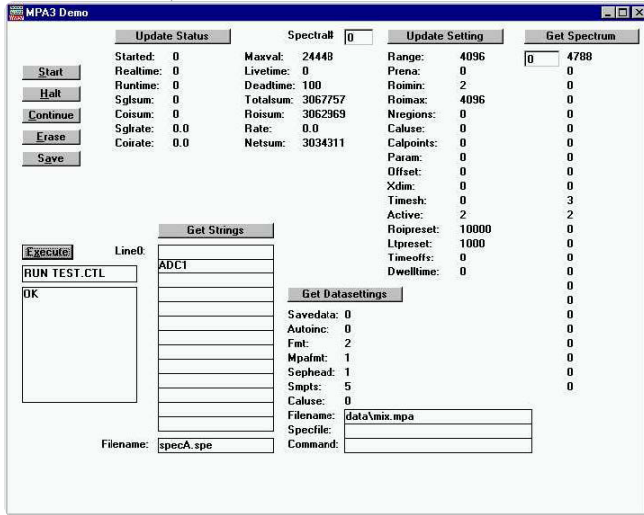 MPA3 Demo
Update Status Spectra# 0 Update Setting Get Spectrum
Started: 0 Maxval: 24448 Range: 4096 0 4788
Start Realtime: 0 Livetime: 0 Prena: 0 0
Runtime: 0 Deadtime: 100 Roimin: 2 0
Halt Sglsum: 0 Totalsum: 3067757 Roimax: 4096 0
Continue Coisum: 0 Roisum: 3062969 Nregions: 0 0
Erase Sglrate: 0.0 Rate: 0.0 Caluse: 0 0
Save Coirate: 0.0 Netsum: 3034311 Calpoints: 0 0
Param: 0 0
Offset: 0 0
Xdim: 0 0
Timesh: 0 3
Active: 2 2
Get Strings Roipreset: 10000 0
Execute Line0: Ltpreset: 1000 0
RUN TEST.CTL ADC1 Timeoffs: 0 0
Dwelltime: 0 0
OK Get Datasettings 0
Savedata: 0 0
Autoinc: 0 0
Fmt: 2 0
Mpafmt: 1 0
Sephead: 1 0
Smpts: 5 0
Caluse: 0
Filename: data\mix.mpa
Specfile:
Filename: specA.spe Command: